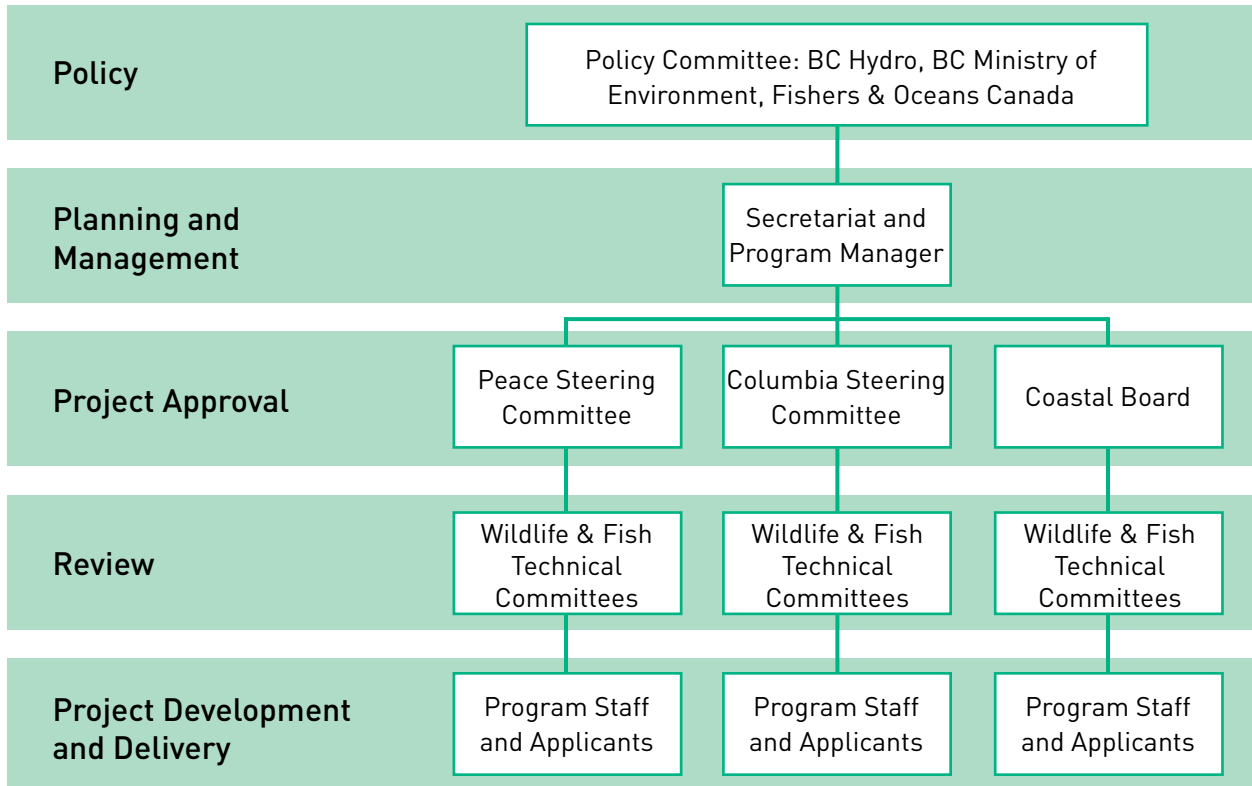 Policy
Policy Committee: BC Hydro, BC Ministry of
Environment, Fishers & Oceans Canada
Planning and
Management
Secretariat and
Program Manager
Project Approval
Peace Steering
Committee
Columbia Steering
Committee
Coastal Board
Review
Wildlife & Fish
Technical
Committees
Wildlife & Fish
Technical
Committees
Wildlife & Fish
Technical
Committees
Project Development
and Delivery
Program Staff
and Applicants
Program Staff
and Applicants
Program Staff
and Applicants